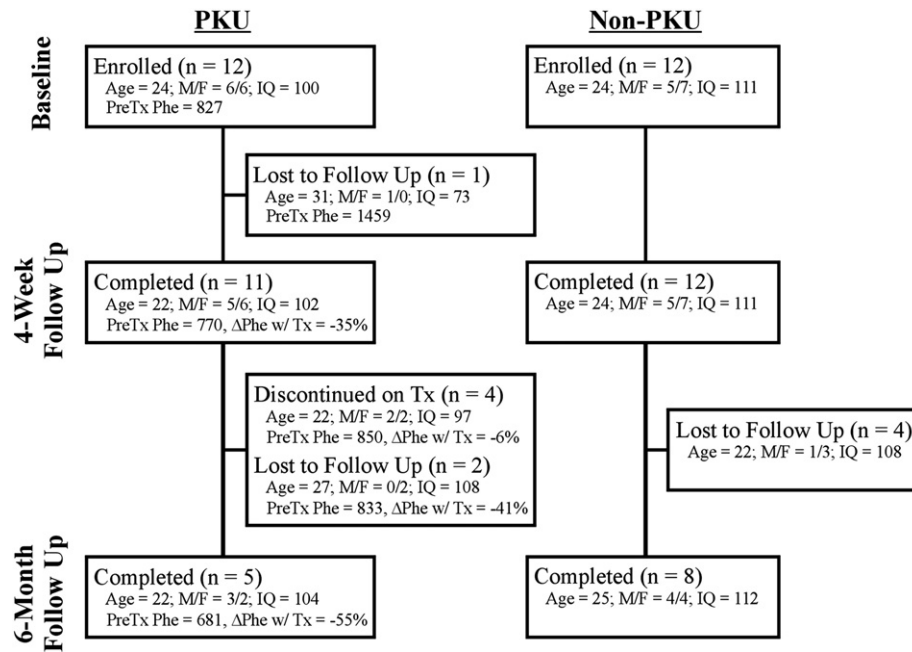 PKU
Non-PKU
Baseline
Enrolled (n = 12)
Age = 24; M/F = 6/6; IQ = 100
PreTx Phe = 827
Enrolled (n = 12)
Age = 24; M/F = 5/7; IQ = 111
Lost to Follow Up (n = 1)
Age = 31; M/F = 1/0; IQ = 73
PreTx Phe = 1459
4-Week
Follow Up
Completed (n = 11)
Age = 22; M/F = 5/6; IQ = 102
PreTx Phe = 770, ΔPhe w/ Tx = -35%
Completed (n = 12)
Age = 24; M/F = 5/7; IQ = 111
Discontinued on Tx (n = 4)
Age = 22; M/F = 2/2; IQ = 97
PreTx Phe = 850, ΔPhe w/ Tx = -6%
Lost to Follow Up (n = 2)
Age = 27; M/F = 0/2; IQ = 108
PreTx Phe = 833, ΔPhe w/ Tx = -41%
Lost to Follow Up (n = 4)
Age = 22; M/F = 1/3; IQ = 108
6-Month
Follow Up
Completed (n = 5)
Age = 22; M/F = 3/2; IQ = 104
PreTx Phe = 681, ΔPhe w/ Tx = -55%
Completed (n = 8)
Age = 25; M/F = 4/4; IQ = 112